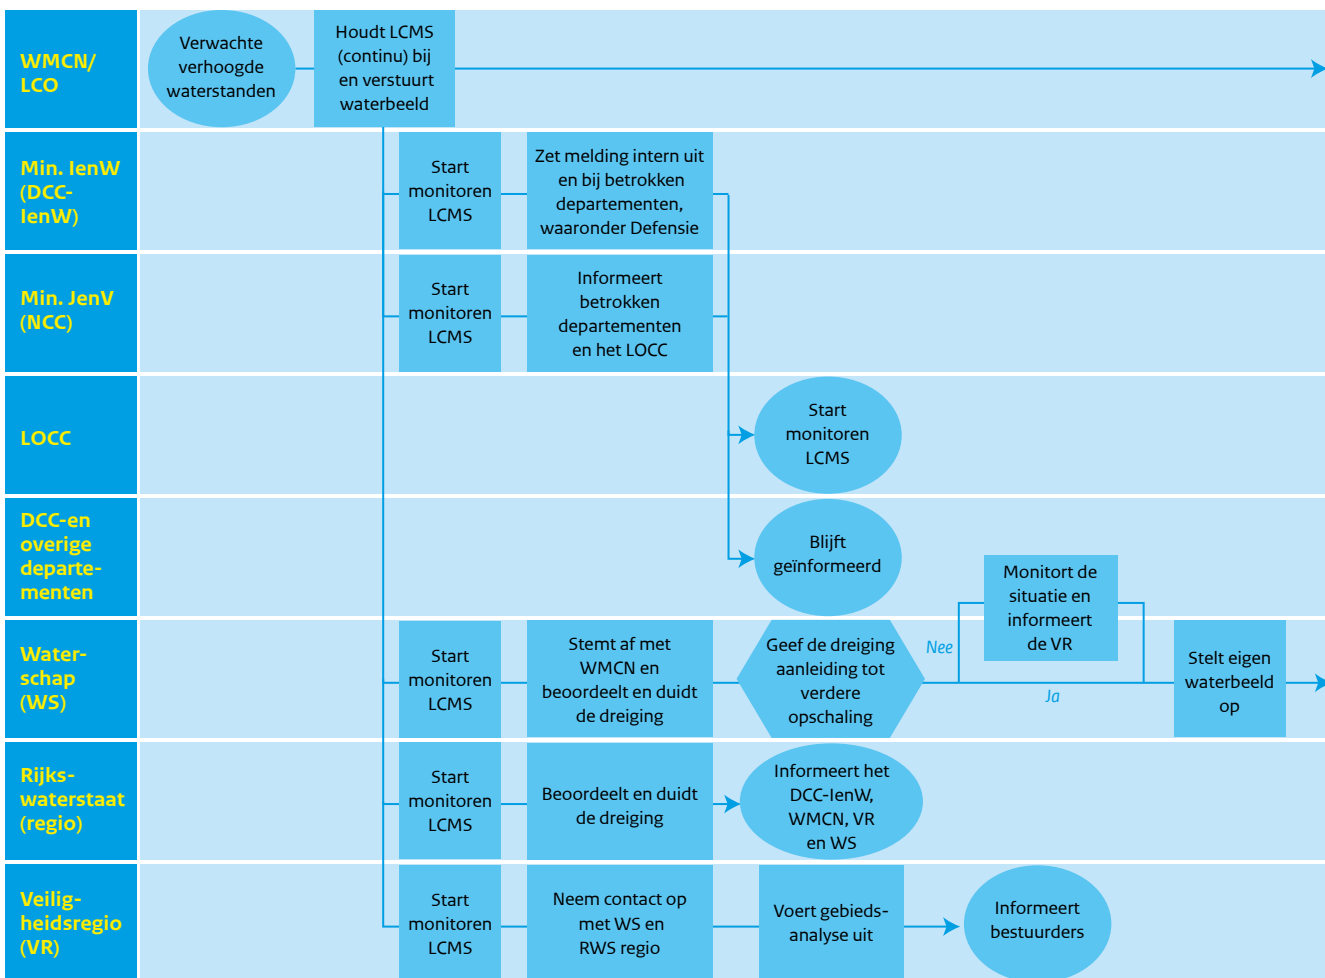 WMCN/
LCO
Verwachte
verhoogde
waterstanden
Houdt LCMS
(continu) bij
en verstuurt
waterbeeld
Min. IenW
(DCC-
IenW)
Start
monitoren
LCMS
Zet melding intern uit
en bij betrokken
departementen,
waaronder Defensie
Min. JenV
(NCC)
Start
monitoren
LCMS
Informeert
betrokken
departementen
en het LOCC
LOCC
Start
monitoren
LCMS
DCC-en
overige
departe-
menten
Blijft
geïnformeerd
Water-
schap
(WS)
Start
monitoren
LCMS
Stemt af met
WMCN en
beoordeelt en duidt
de dreiging
Geef de dreiging
aanleiding tot
verdere
opschaling
Nee
Monitort de
situatie en
informeert
de VR
Ja
Stelt eigen
waterbeeld
op
Rijks-
waterstaat
(regio)
Start
monitoren
LCMS
Beoordeelt en duidt
de dreiging
Informeert het
DCC-IenW,
WMCN, VR
en WS
Veilig-
heidsregio
(VR)
Start
monitoren
LCMS
Neem contact op
met WS en
RWS regio
Voert gebieds-
analyse uit
Informeert
bestuurders